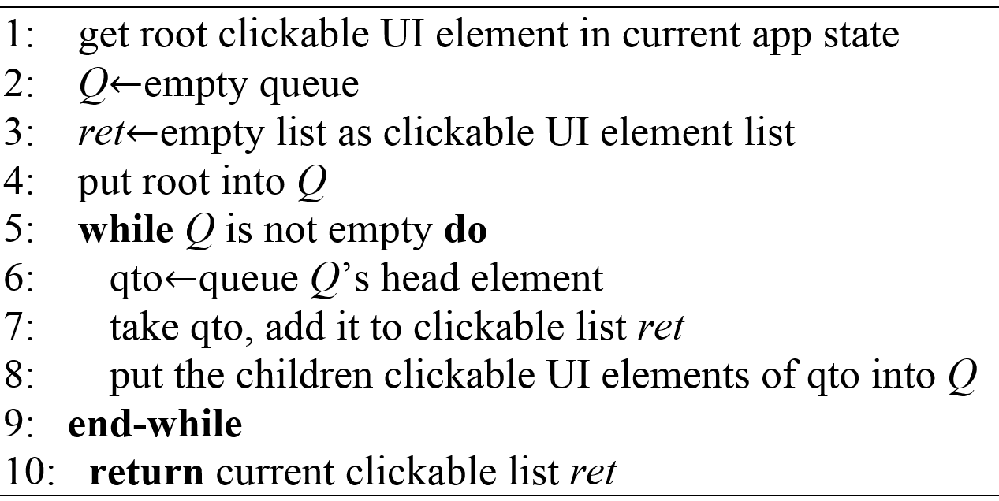 1: get root clickable UI element in current app state
2: Q←empty queue
3: ret←empty list as clickable UI element list
4: put root into Q
5: while Q is not empty do
6: qto←queue Q’s head element
7: take qto, add it to clickable list ret
8: put the children clickable UI elements of qto into Q
9: end-while
10: return current clickable list ret